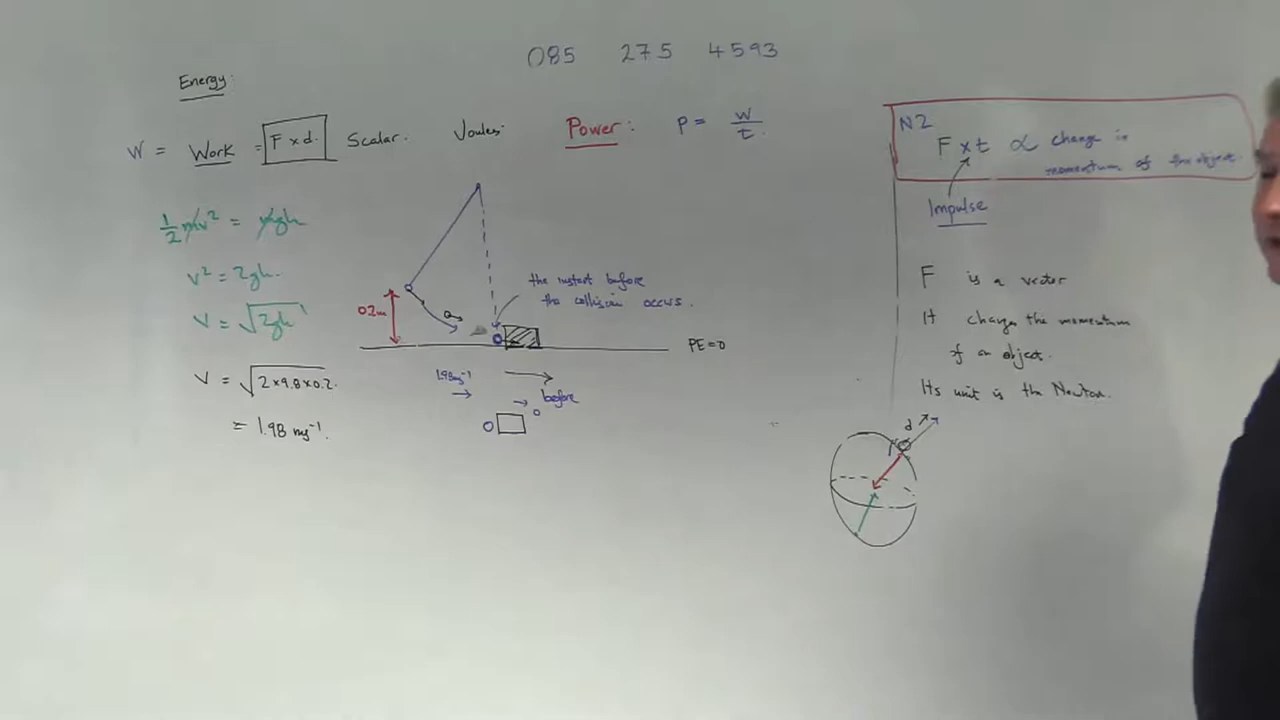 085 275 4593
Energy:
W = Work = F x d. Scalar. Joules:
Power: P = W/t.
½mv² = mgh
v² = 2gh.
v = √2gh
v = √2×9.8×0.2.
= 1.98 ms⁻¹.
0.2m
the instant before
the collision occurs.
PE=0
1.98ms⁻¹
before
N2
F x t ∝ change in
momentum of the object
Impulse
F is a vector
It changes the momentum
of an object.
Its unit is the Newton.
d